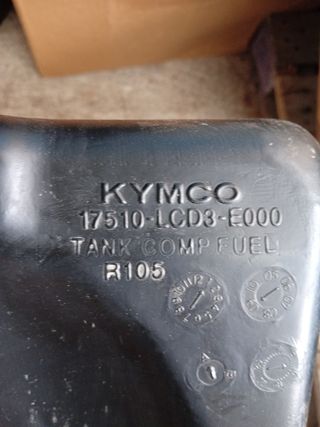 KYMCO
17510-LCD3-E000
TANK COMP FUEL
R105